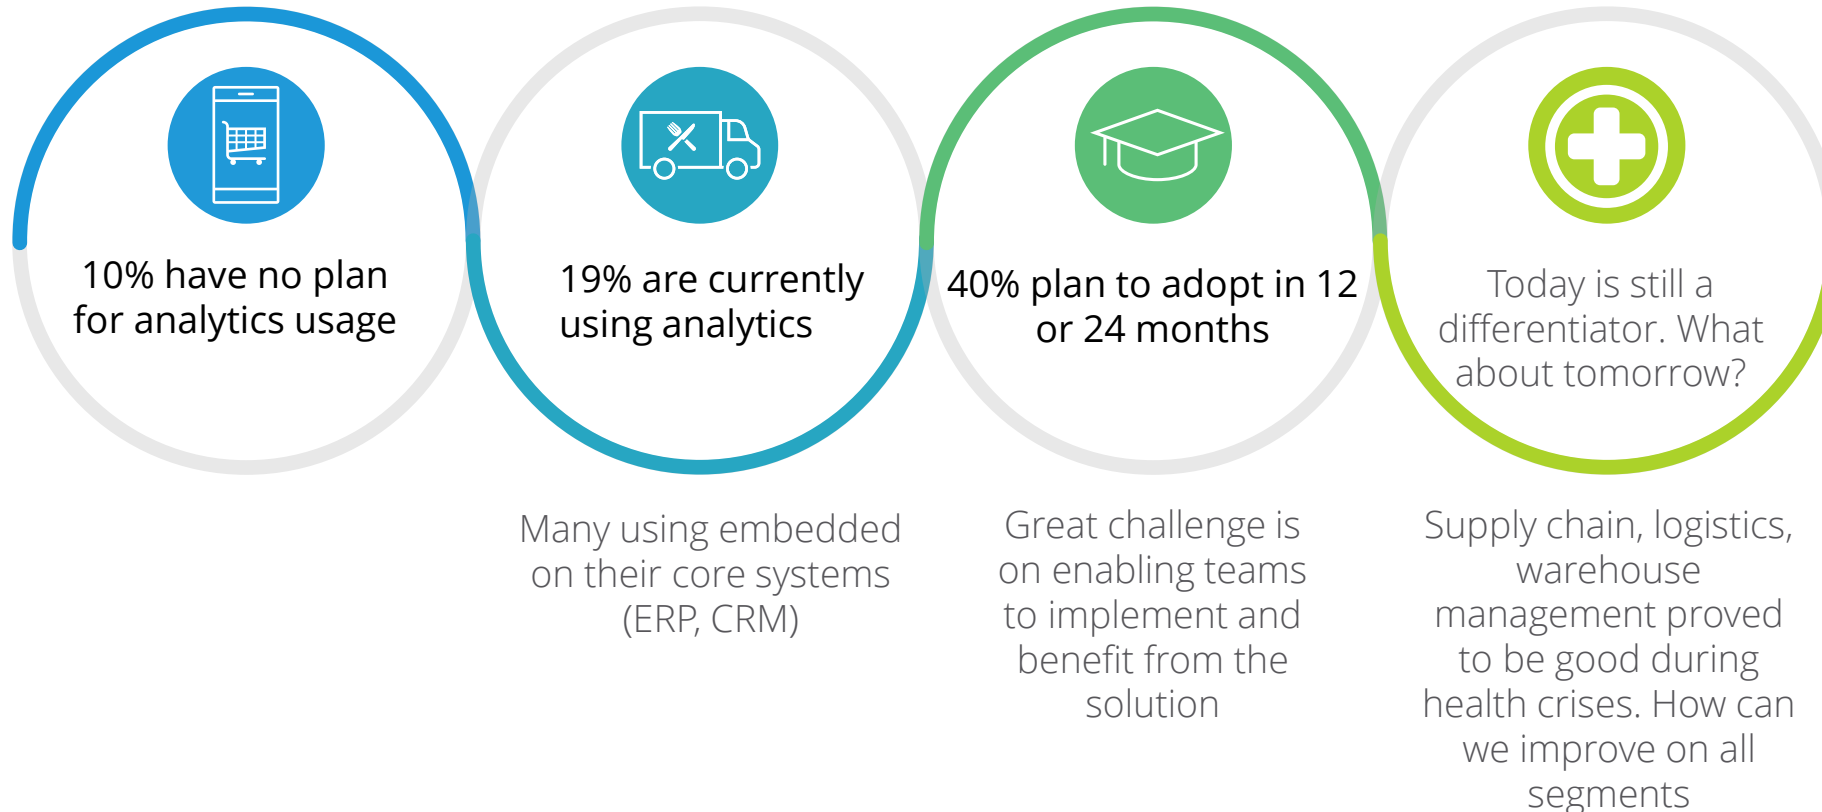 10% have no plan
for analytics usage
19% are currently
using analytics
40% plan to adopt in 12
or 24 months
Today is still a
differentiator. What
about tomorrow?
Many using embedded
on their core systems
(ERP, CRM)
Great challenge is
on enabling teams
to implement and
benefit from the
solution
Supply chain, logistics,
warehouse
management proved
to be good during
health crises. How can
we improve on all
segments